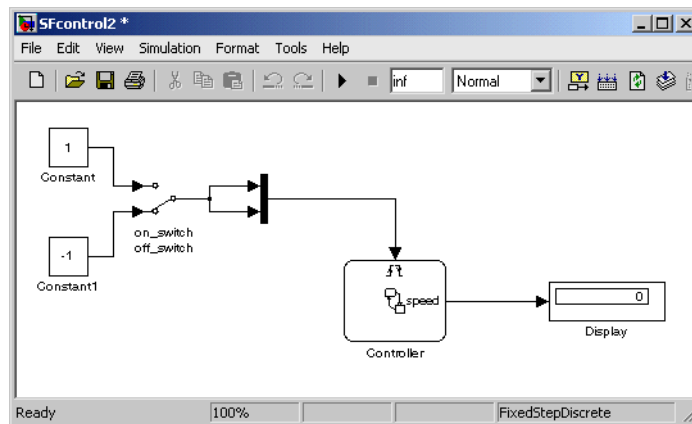 SFcontrol2 *
File Edit View Simulation Format Tools Help
inf Normal
1
Constant
on_switch
off_switch
-1
Constant1
speed
Controller
0
Display
Ready 100% FixedStepDiscrete